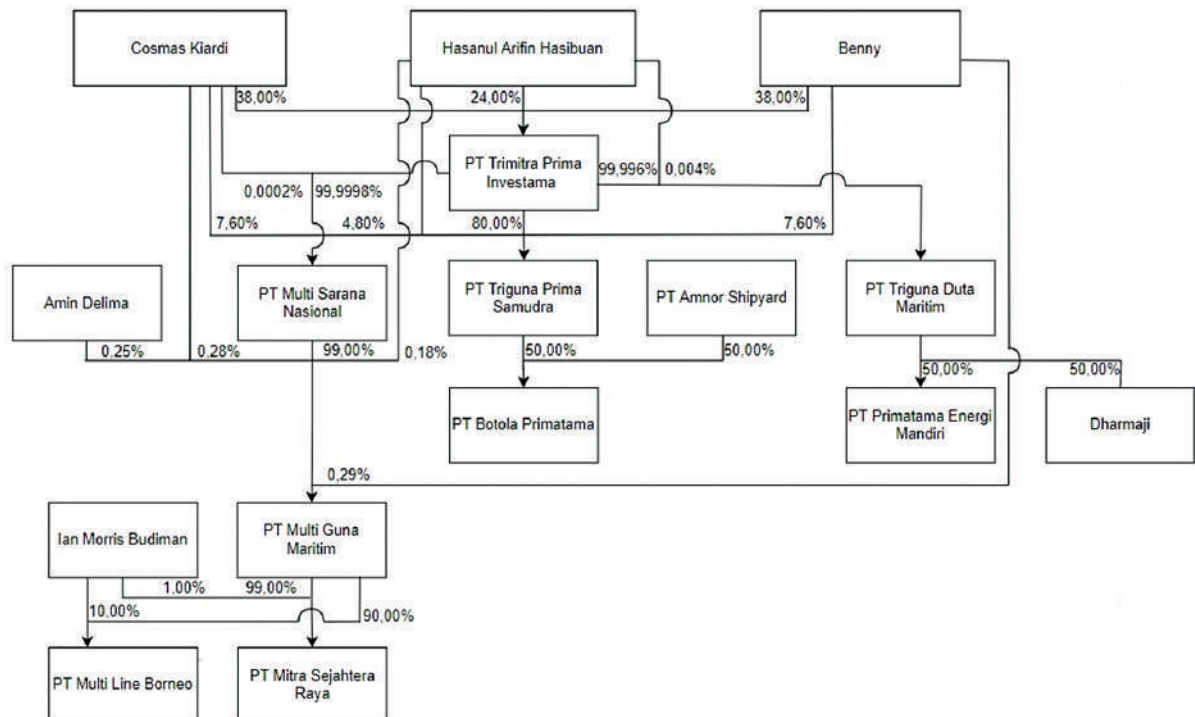 Cosmas Kiardi
Hasanul Arifin Hasibuan
Benny
38,00%
24,00%
38,00%
PT Trimitra Prima
Investama
99,996%
0,004%
0,0002%
99,9998%
7,60%
4,80%
80,00%
7,60%
Amin Delima
PT Multi Sarana
Nasional
PT Triguna Prima
Samudra
PT Amnor Shipyard
PT Triguna Duta
Maritim
0,25%
0,28%
99,00%
0,18%
50,00%
50,00%
50,00%
50,00%
PT Botola Primatama
PT Primatama Energi
Mandiri
Dharmaji
0,29%
Ian Morris Budiman
PT Multi Guna
Maritim
1,00%
99,00%
10,00%
90,00%
PT Multi Line Borneo
PT Mitra Sejahtera
Raya